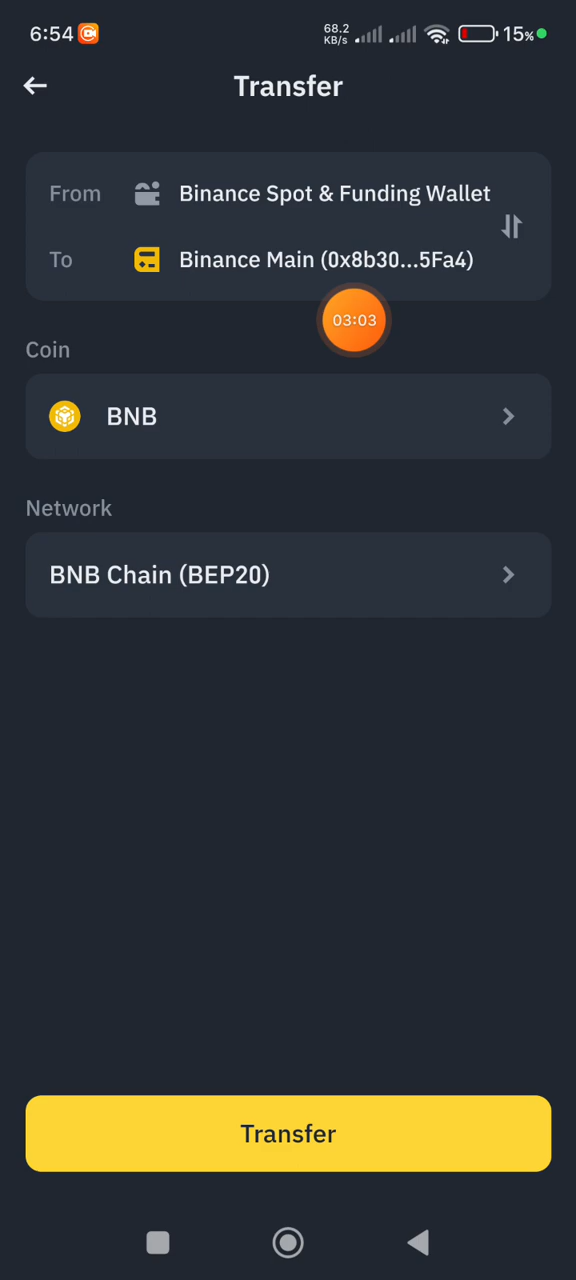 6:54
68.2
KB/s
15%
Transfer
From Binance Spot & Funding Wallet
To Binance Main (0x8b30...5Fa4)
03:03
Coin
BNB
Network
BNB Chain (BEP20)
Transfer